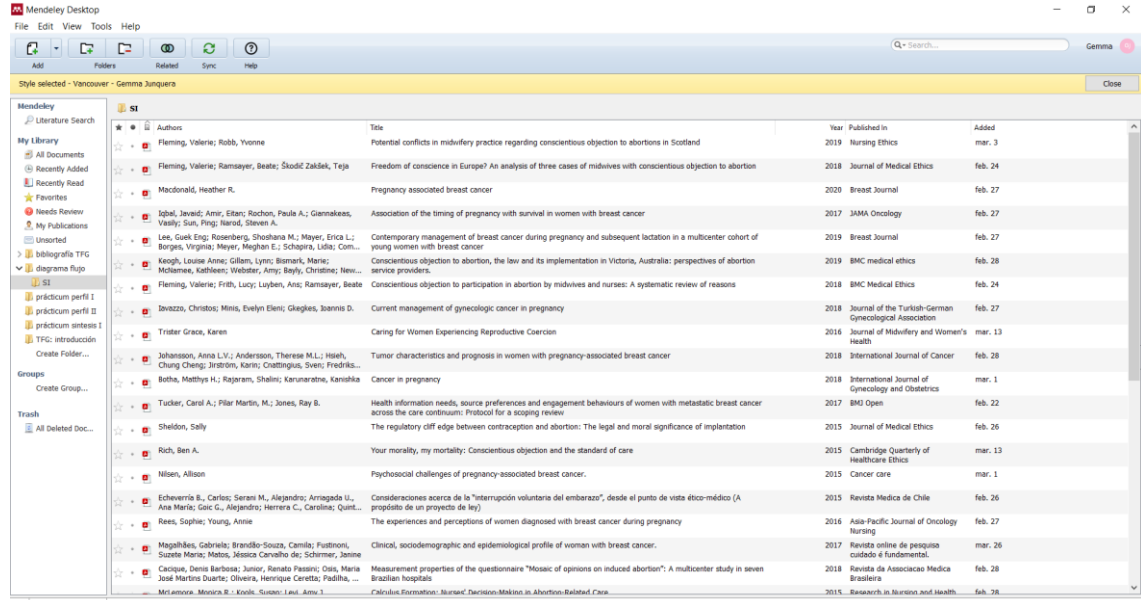 Mendeley Desktop
File Edit View Tools Help
Add Folders Related Sync Help
Search...
Gemma
Style selected - Vancouver - Gemma Junquera
Close
Mendeley
Literature Search
My Library
All Documents
Recently Added
Recently Read
Favorites
Needs Review
My Publications
Unsorted
bibliografía TFG
diagrama flujo
SI
prácticum perfil I
prácticum perfil II
prácticum sintesis I
TFG: introducción
Create Folder...
Groups
Create Group...
Trash
All Deleted Doc...
SI
Authors Title Year Published In Added
Fleming, Valerie; Robb, Yvonne Potential conflicts in midwifery practice regarding conscientious objection to abortions in Scotland 2019 Nursing Ethics mar. 3
Fleming, Valerie; Ramsayer, Beate; Škodič Zakšek, Teja Freedom of conscience in Europe? An analysis of three cases of midwives with conscientious objection to abortion 2018 Journal of Medical Ethics feb. 24
Macdonald, Heather R. Pregnancy associated breast cancer 2020 Breast Journal feb. 27
Iqbal, Javaid; Amir, Eitan; Rochon, Paula A.; Giannakeas, Association of the timing of pregnancy with survival in women with breast cancer 2017 JAMA Oncology feb. 27
Vasily; Sun, Ping; Narod, Steven A.
Lee, Guek Eng; Rosenberg, Shoshana M.; Mayer, Erica L.; Contemporary management of breast cancer during pregnancy and subsequent lactation in a multicenter cohort of 2019 Breast Journal feb. 27
Borges, Virginia; Meyer, Meghan E.; Schapira, Lidia; Com... young women with breast cancer
Keogh, Louise Anne; Gillam, Lynn; Bismark, Marie; Conscientious objection to abortion, the law and its implementation in Victoria, Australia: perspectives of abortion 2019 BMC medical ethics feb. 28
McNamee, Kathleen; Webster, Amy; Bayly, Christine; New... service providers.
Fleming, Valerie; Frith, Lucy; Luyben, Ans; Ramsayer, Beate Conscientious objection to participation in abortion by midwives and nurses: A systematic review of reasons 2018 BMC Medical Ethics feb. 24
Iavazzo, Christos; Minis, Evelyn Eleni; Gkegkes, Ioannis D. Current management of gynecologic cancer in pregnancy 2018 Journal of the Turkish-German feb. 27
Gynecological Association
Trister Grace, Karen Caring for Women Experiencing Reproductive Coercion 2016 Journal of Midwifery and Women's mar. 13
Health
Johansson, Anna L.V.; Andersson, Therese M.L.; Hsieh, Tumor characteristics and prognosis in women with pregnancy-associated breast cancer 2018 International Journal of Cancer feb. 28
Chung Cheng; Jirström, Karin; Cnattingius, Sven; Fredriks...
Botha, Matthys H.; Rajaram, Shalini; Karunaratne, Kanishka Cancer in pregnancy 2018 International Journal of mar. 1
Gynecology and Obstetrics
Tucker, Carol A.; Pilar Martin, M.; Jones, Ray B. Health information needs, source preferences and engagement behaviours of women with metastatic breast cancer 2017 BMJ Open feb. 22
across the care continuum: Protocol for a scoping review
Sheldon, Sally The regulatory cliff edge between contraception and abortion: The legal and moral significance of implantation 2015 Journal of Medical Ethics feb. 26
Rich, Ben A. Your morality, my mortality: Conscientious objection and the standard of care 2015 Cambridge Quarterly of mar. 13
Healthcare Ethics
Nilsen, Allison Psychosocial challenges of pregnancy-associated breast cancer. 2015 Cancer care mar. 1
Echeverría B., Carlos; Serani M., Alejandro; Arriagada U., Consideraciones acerca de la "interrupción voluntaria del embarazo", desde el punto de vista ético-médico (A 2015 Revista Medica de Chile feb. 26
Ana María; Goic G., Alejandro; Herrera C., Carolina; Quint... propósito de un proyecto de ley)
Rees, Sophie; Young, Annie The experiences and perceptions of women diagnosed with breast cancer during pregnancy 2016 Asia-Pacific Journal of Oncology feb. 27
Nursing
Magalhães, Gabriela; Brandão-Souza, Camila; Fustinoni, Clinical, sociodemographic and epidemiological profile of woman with breast cancer. 2017 Revista online de pesquisa mar. 26
Suzete Maria; Matos, Jéssica Carvalho de; Schirmer, Janine cuidado é fundamental.
Cacique, Denis Barbosa; Junior, Renato Passini; Osis, Maria Measurement properties of the questionnaire "Mosaic of opinions on induced abortion": A multicenter study in seven 2018 Revista da Associacao Medica feb. 28
José Martins Duarte; Oliveira, Henrique Ceretta; Padilha, ... Brazilian hospitals Brasileira
McLemore, Monica R.; Kools, Susan; Levi, Amy J. Calculus Formation: Nurses' Decision-Making in Abortion-Related Care 2015 Research in Nursing and Health feb. 28